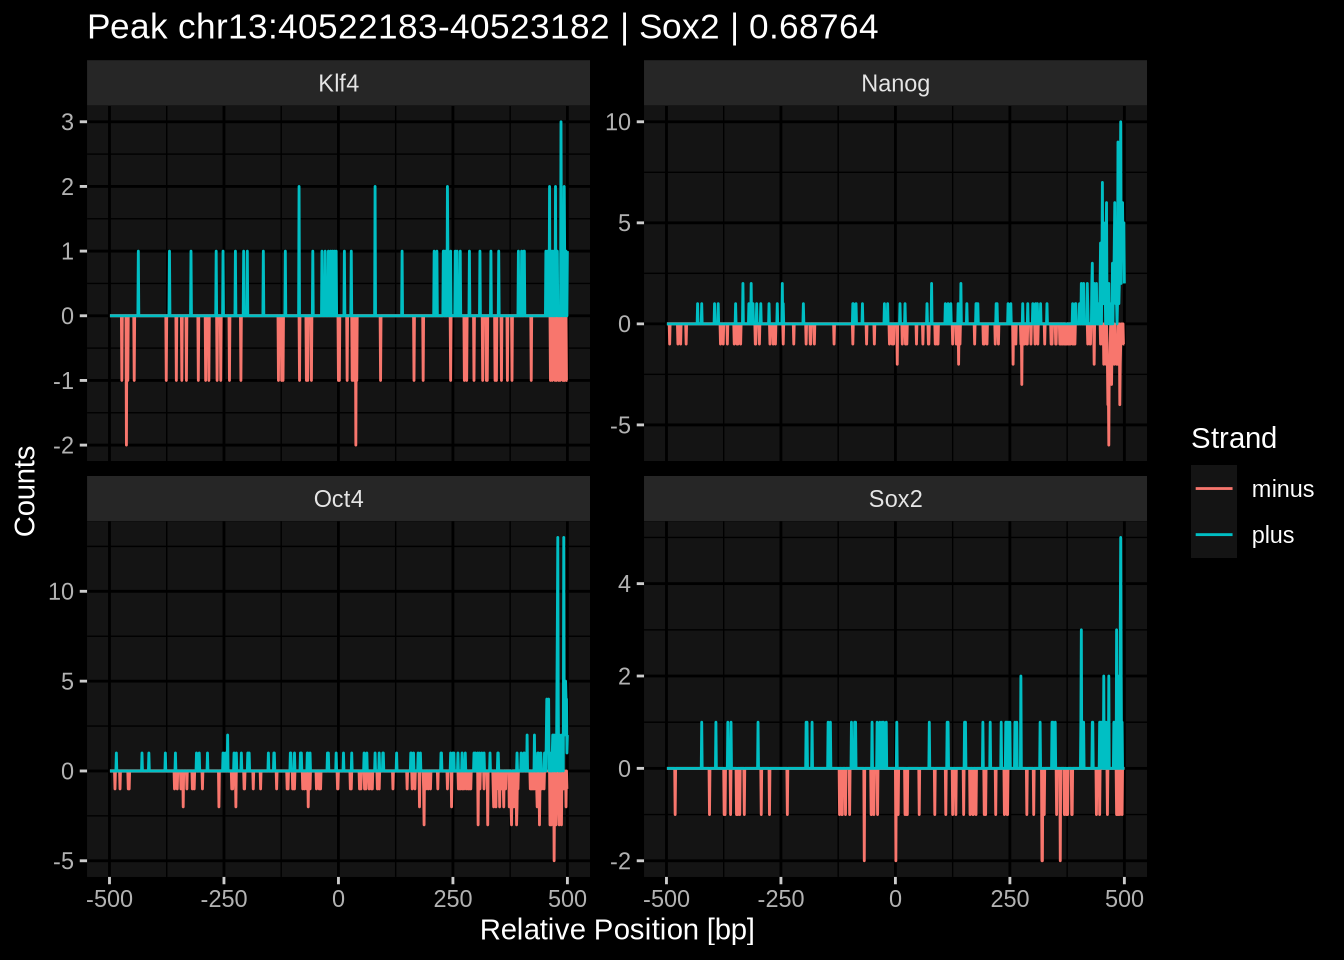 Peak chr13:40522183-40523182 | Sox2 | 0.68764
Klf4
3
2
1
0
-1
-2
Nanog
10
5
0
-5
Counts
Oct4
10
5
0
-5
-500 -250 0 250 500
Sox2
4
2
0
-2
-500 -250 0 250 500
Relative Position [bp]
Strand
minus
plus